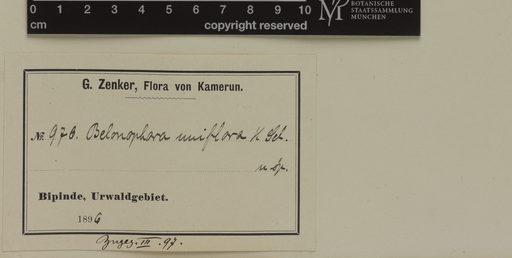 0 1 2 3 4 5 6 7 8 9 10
cm copyright reserved
BOTANISCHE
STAATSSAMMLUNG
MÜNCHEN
G. Zenker, Flora von Kamerun.
No. 976. Belonophora uniflora K. Sch.
n. sp.
Bipinde, Urwaldgebiet.
1896
Zugeg. III. 97.